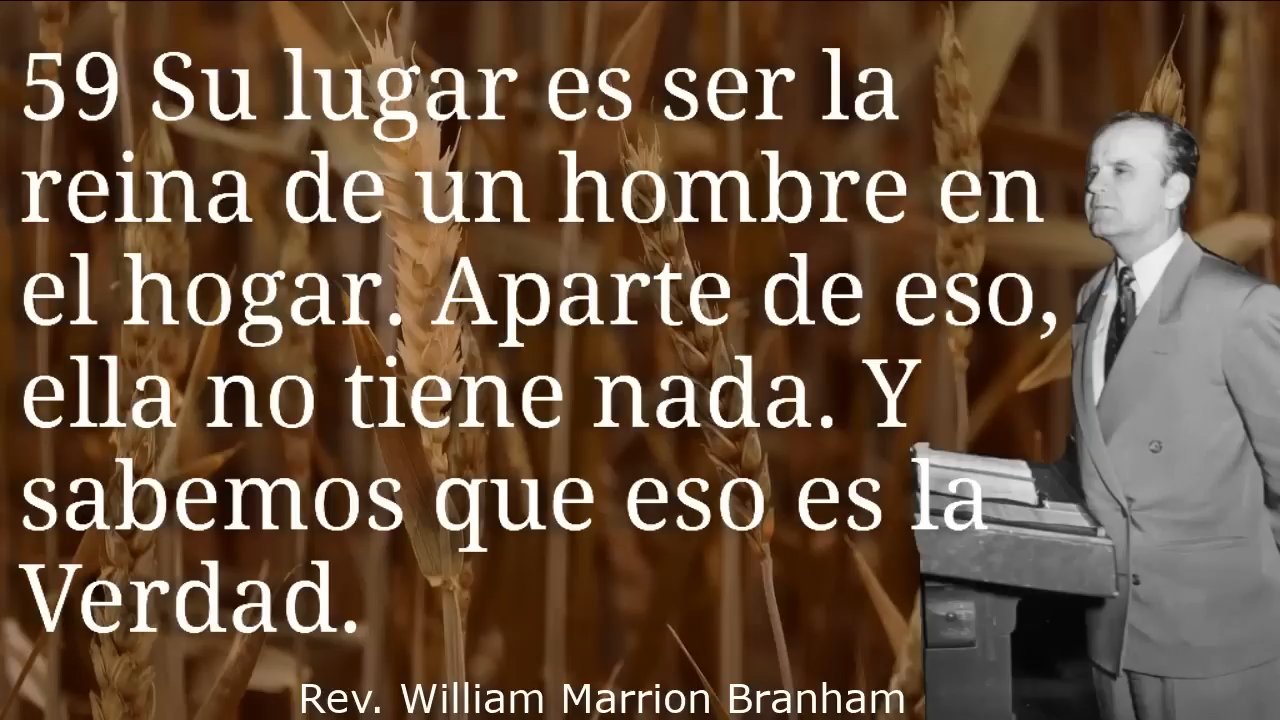 59 Su lugar es ser la
reina de un hombre en
el hogar. Aparte de eso,
ella no tiene nada. Y
sabemos que eso es la
Verdad.
Rev. William Marrion Branham